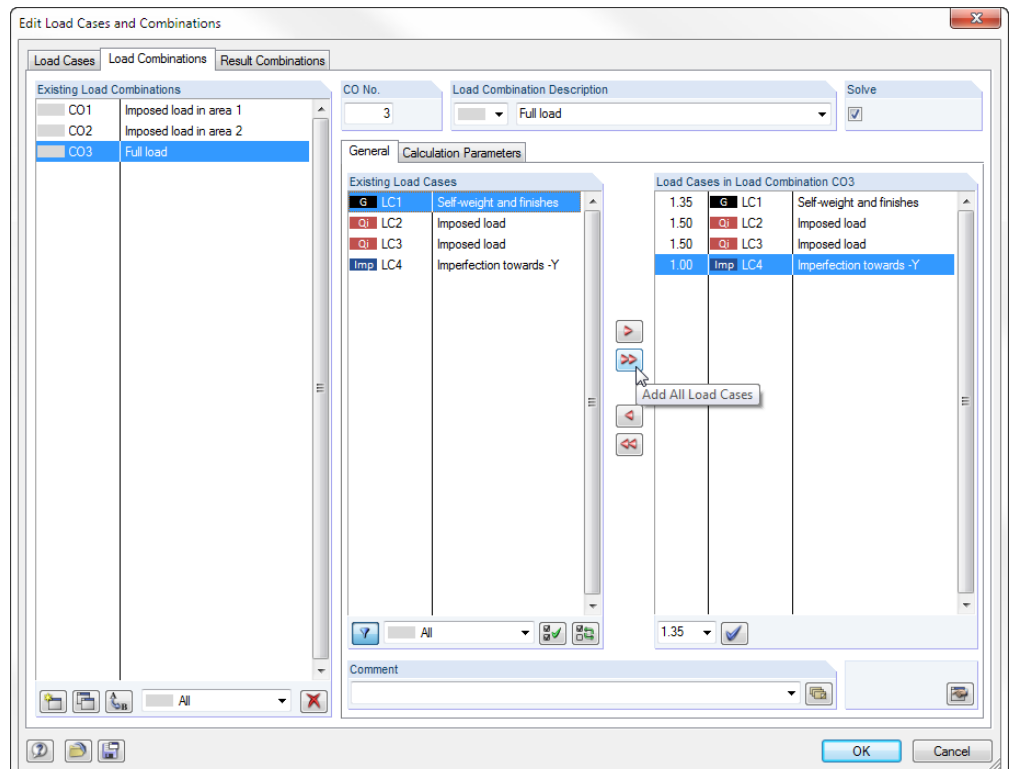 Edit Load Cases and Combinations
Load Cases Load Combinations Result Combinations
Existing Load Combinations
CO1 Imposed load in area 1
CO2 Imposed load in area 2
CO3 Full load
All
CO No.
3
Load Combination Description
Full load
Solve
General Calculation Parameters
Existing Load Cases
G LC1 Self-weight and finishes
Qi LC2 Imposed load
Qi LC3 Imposed load
Imp LC4 Imperfection towards -Y
All
Add All Load Cases
Load Cases in Load Combination CO3
1.35 G LC1 Self-weight and finishes
1.50 Qi LC2 Imposed load
1.50 Qi LC3 Imposed load
1.00 Imp LC4 Imperfection towards -Y
1.35
Comment
OK Cancel